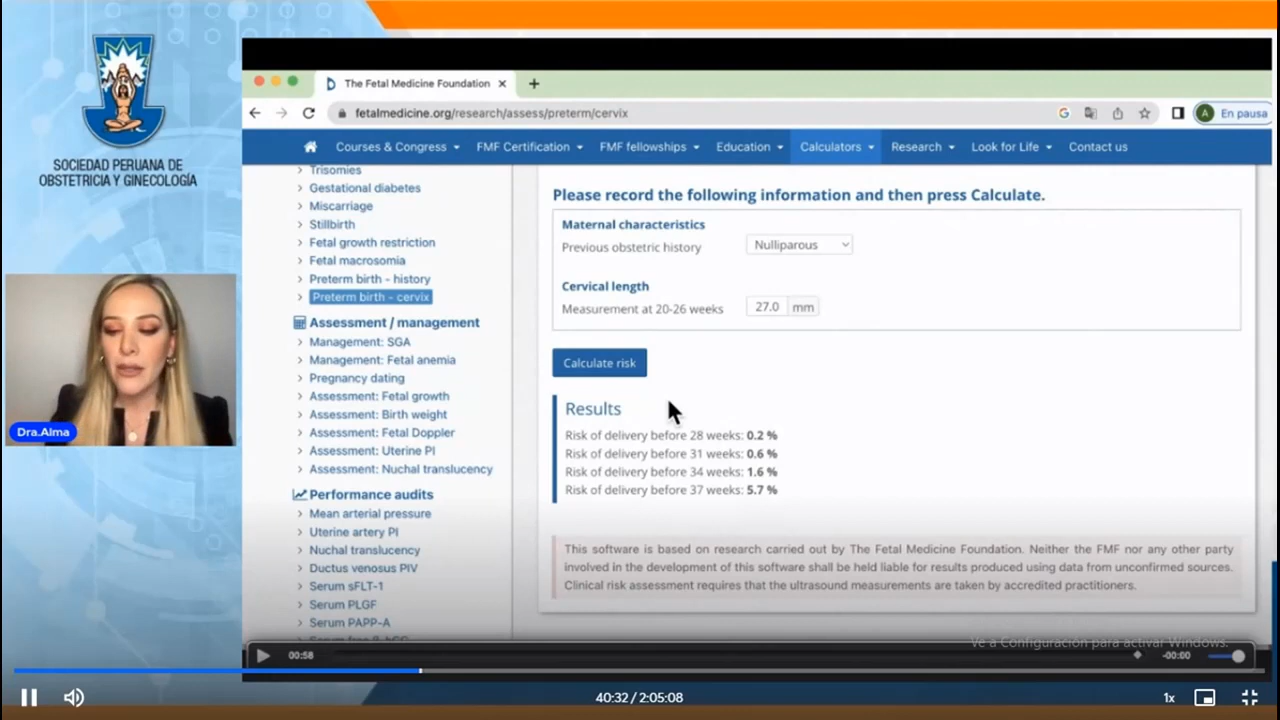 The Fetal Medicine Foundation
fetalmedicine.org/research/assess/preterm/cervix
A
En pausa
Courses & Congress
FMF Certification
FMF fellowships
Education
Calculators
Research
Look for Life
Contact us
SOCIEDAD PERUANA DE
OBSTETRICIA Y GINECOLOGÍA
Dra.Alma
Trisomies
Gestational diabetes
Miscarriage
Stillbirth
Fetal growth restriction
Fetal macrosomia
Preterm birth - history
Preterm birth - cervix
Assessment / management
Management: SGA
Management: Fetal anemia
Pregnancy dating
Assessment: Fetal growth
Assessment: Birth weight
Assessment: Fetal Doppler
Assessment: Uterine PI
Assessment: Nuchal translucency
Performance audits
Mean arterial pressure
Uterine artery PI
Nuchal translucency
Ductus venosus PIV
Serum sFLT-1
Serum PLGF
Serum PAPP-A
Please record the following information and then press Calculate.
Maternal characteristics
Previous obstetric history Nulliparous
Cervical length
Measurement at 20-26 weeks 27.0 mm
Calculate risk
Results
Risk of delivery before 28 weeks: 0.2 %
Risk of delivery before 31 weeks: 0.6 %
Risk of delivery before 34 weeks: 1.6 %
Risk of delivery before 37 weeks: 5.7 %
This software is based on research carried out by The Fetal Medicine Foundation. Neither the FMF nor any other party
involved in the development of this software shall be held liable for results produced using data from unconfirmed sources.
Clinical risk assessment requires that the ultrasound measurements are taken by accredited practitioners.
Ve a Configuración para activar Windows.
00:58
-00:00
40:32 / 2:05:08
1x